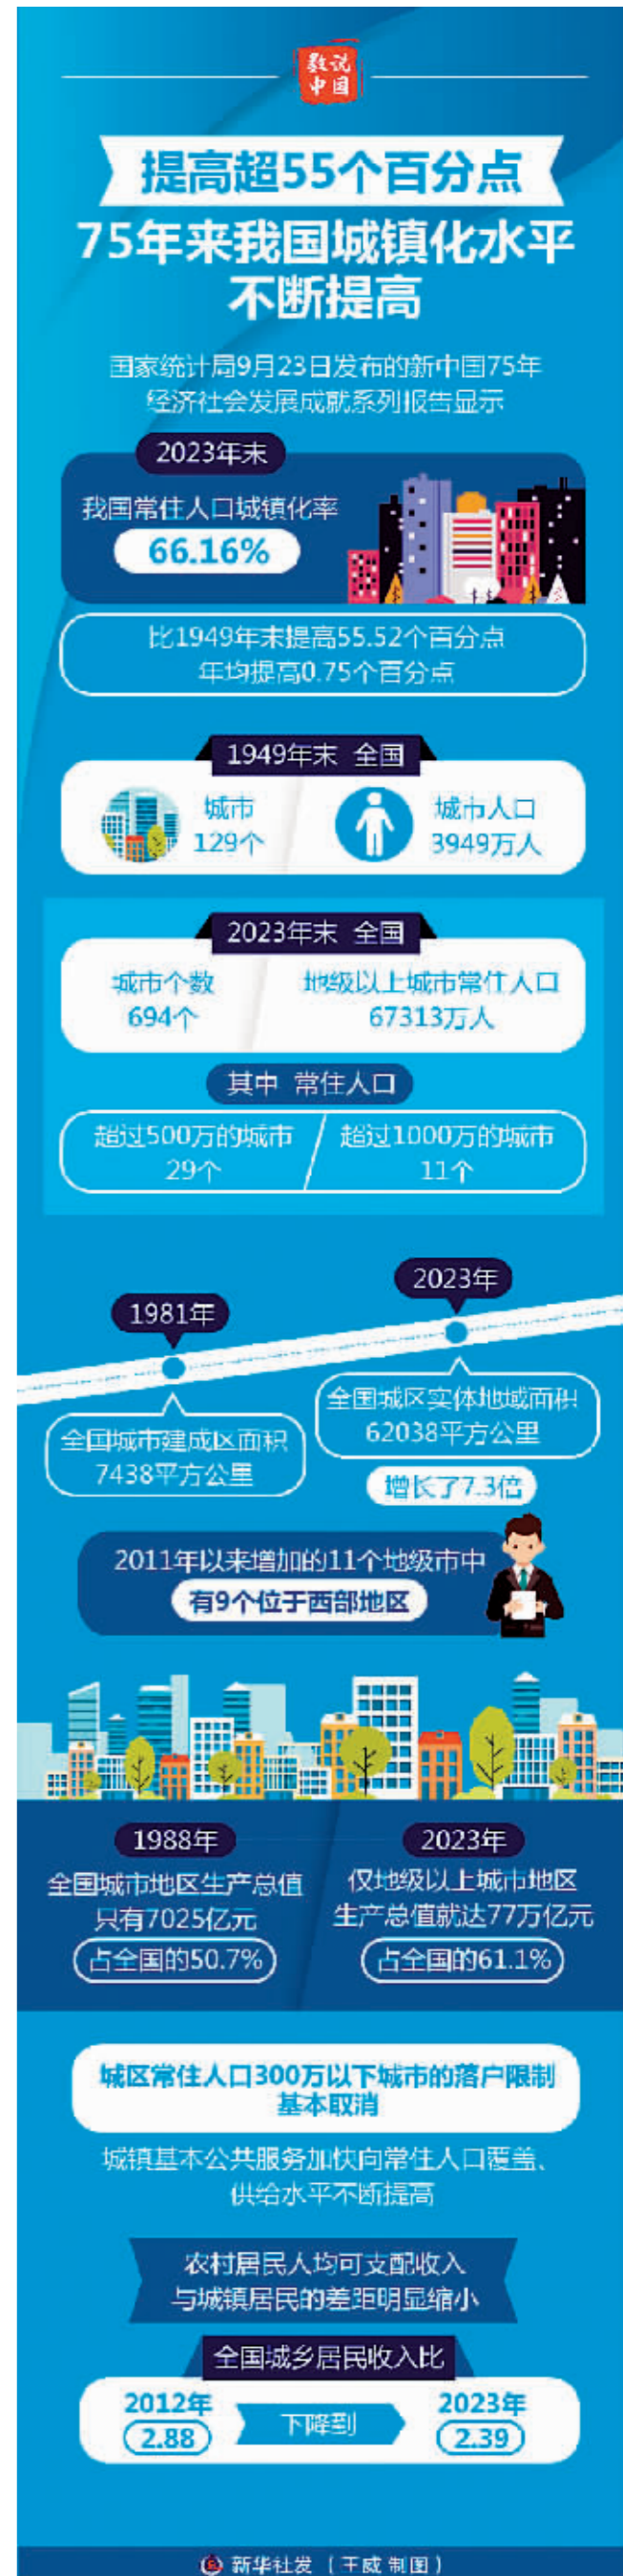 数说
中国
提高超55个百分点
75年来我国城镇化水平
不断提高
国家统计局9月23日发布的新中国75年
经济社会发展成就系列报告显示
2023年末
我国常住人口城镇化率
66.16%
比1949年末提高55.52个百分点
年均提高0.75个百分点
1949年末 全国
城市
129个
城市人口
3949万人
2023年末 全国
城市个数
694个
地级以上城市常住人口
67313万人
其中 常住人口
超过500万的城市
29个
超过1000万的城市
11个
1981年
全国城市建成区面积
7438平方公里
2023年
全国城区实体地域面积
62038平方公里
增长了7.3倍
2011年以来增加的11个地级市中
有9个位于西部地区
1988年
全国城市地区生产总值
只有7025亿元
占全国的50.7%
2023年
仅地级以上城市地区
生产总值就达77万亿元
占全国的61.1%
城区常住人口300万以下城市的落户限制
基本取消
城镇基本公共服务加快向常住人口覆盖、
供给水平不断提高
农村居民人均可支配收入
与城镇居民的差距明显缩小
全国城乡居民收入比
2012年
2.88
下降到
2023年
2.39
新华社发（王威 制图）